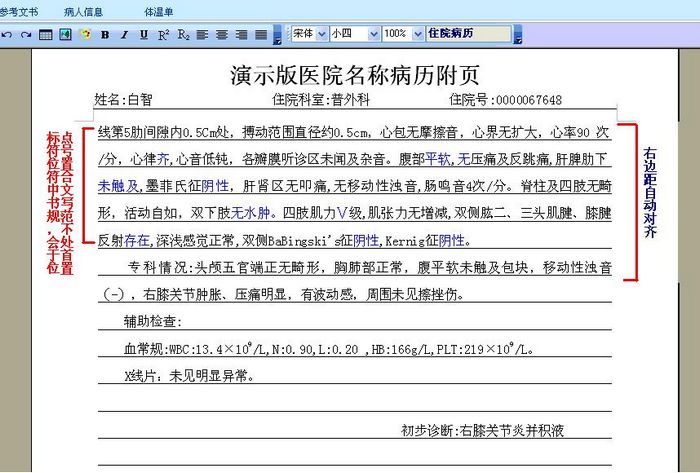 参考文书 病人信息 体温单
B I U R² R₂ 宋体 小四 100% 住院病历
演示版医院名称病历附页
姓名:白智 住院科室:普外科 住院号:0000067648
线第5肋间隙内0.5Cm处，搏动范围直径约0.5cm，心包无摩擦音，心界无扩大，心率90 次
/分，心律齐,心音低钝，各瓣膜听诊区未闻及杂音。腹部平软,无压痛及反跳痛,肝脾肋下
未触及,墨菲氏征阴性，肝肾区无叩痛,无移动性浊音,肠鸣音4次/分。脊柱及四肢无畸
形，活动自如，双下肢无水肿。四肢肌力Ⅴ级,肌张力无增减,双侧肱二、三头肌腱、膝腱
反射存在,深浅感觉正常,双侧BaBingski's征阴性,Kernig征阴性。
专科情况:头颅五官端正无畸形，胸肺部正常，腹平软未触及包块，移动性浊音
（-），右膝关节肿胀、压痛明显，有波动感，周围未见擦挫伤。
辅助检查:
血常规:WBC:13.4×10⁹/L,N:0.90,L:0.20 ,HB:166g/L,PLT:219×10⁹/L。
X线片：未见明显异常。
初步诊断:右膝关节炎并积液
标点符号位置符合中文书写规范,不会处于首位置
右边距自动对齐